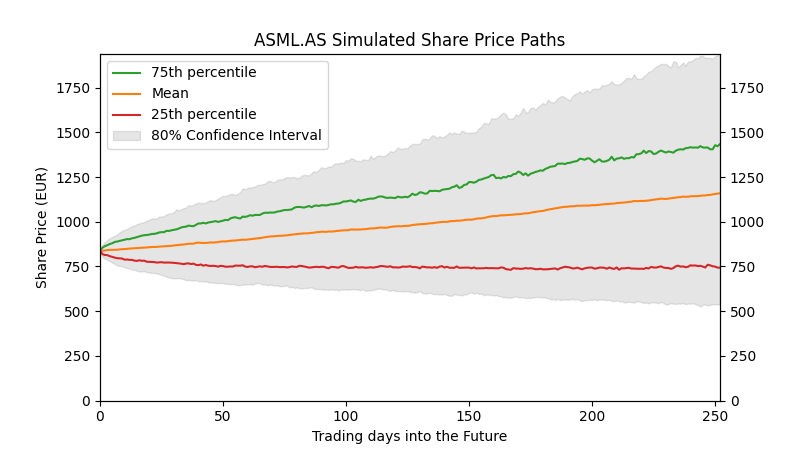 ASML.AS Simulated Share Price Paths
75th percentile
Mean
25th percentile
80% Confidence Interval
Share Price (EUR)
1750
1500
1250
1000
750
500
250
0
1750
1500
1250
1000
750
500
250
0
0 50 100 150 200 250
Trading days into the Future